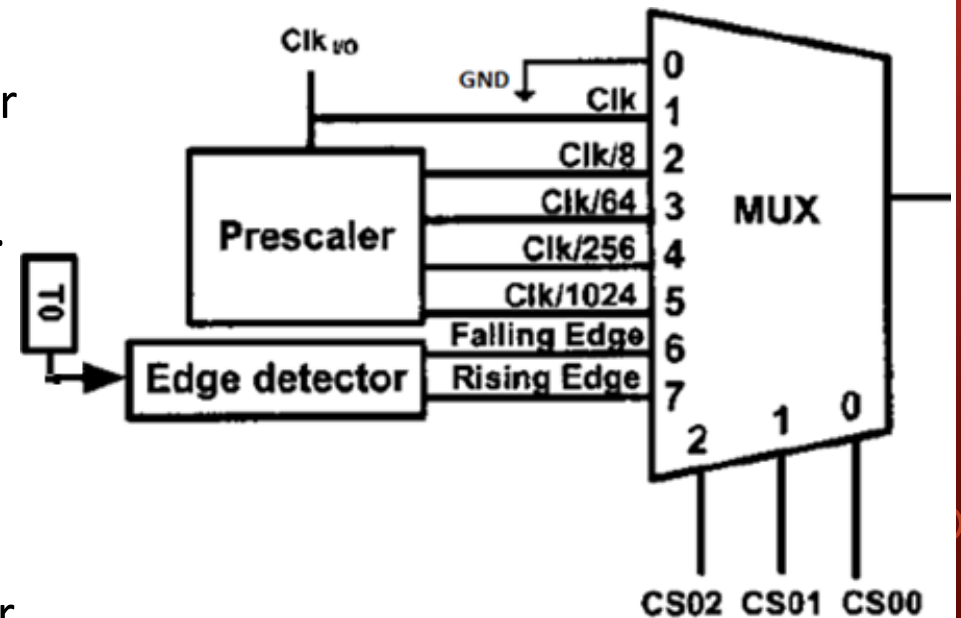 Clk I/O
r
GND
0
Clk
1
Clk/8
2
Clk/64
3
MUX
Prescaler
.
Clk/256
4
T0
Clk/1024
5
Falling Edge
6
Edge detector
Rising Edge
7
2
1
0
CS02 CS01 CS00
r